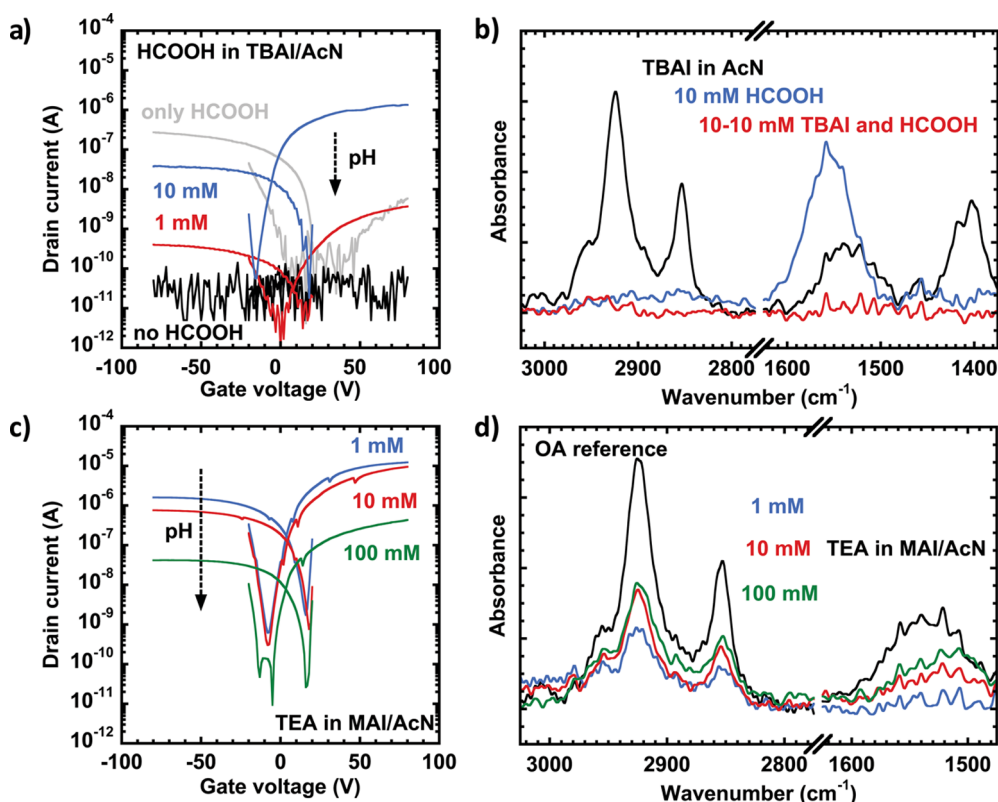 a)
HCOOH in TBAI/AcN
only HCOOH
10 mM
1 mM
no HCOOH
pH
Drain current (A)
10⁻⁴
10⁻⁵
10⁻⁶
10⁻⁷
10⁻⁸
10⁻⁹
10⁻¹⁰
10⁻¹¹
10⁻¹²
-100 -50 0 50 100
Gate voltage (V)
b)
TBAI in AcN
10 mM HCOOH
10-10 mM TBAI and HCOOH
Absorbance
3000 2900 2800 1600 1500 1400
Wavenumber (cm⁻¹)
c)
1 mM
10 mM
100 mM
pH
TEA in MAI/AcN
Drain current (A)
10⁻⁴
10⁻⁵
10⁻⁶
10⁻⁷
10⁻⁸
10⁻⁹
10⁻¹⁰
10⁻¹¹
10⁻¹²
-100 -50 0 50 100
Gate voltage (V)
d)
OA reference
1 mM
10 mM
100 mM
TEA in MAI/AcN
Absorbance
3000 2900 2800 1600 1500
Wavenumber (cm⁻¹)